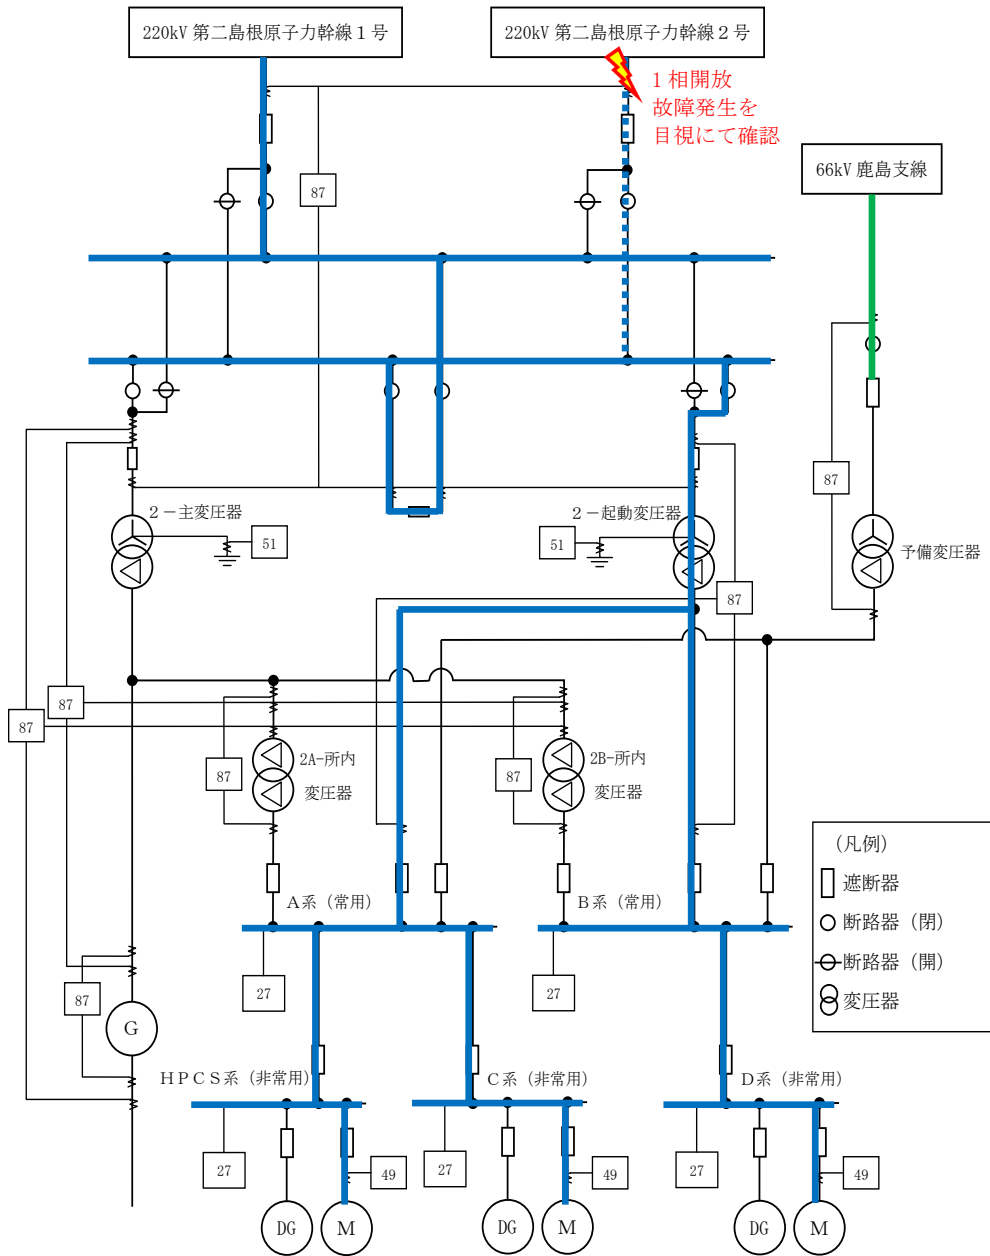 220kV 第二島根原子力幹線1号
220kV 第二島根原子力幹線2号
1相開放
故障発生を
目視にて確認
66kV 鹿島支線
87
87
2－主変圧器
51
2－起動変圧器
51
予備変圧器
87
87
87
2A-所内
変圧器
87
2B-所内
変圧器
87
(凡例)
遮断器
断路器（閉）
断路器（開）
変圧器
A系（常用）
B系（常用）
27
27
87
G
HPCS系（非常用）
C系（非常用）
D系（非常用）
27
49
27
49
27
49
DG
M
DG
M
DG
M